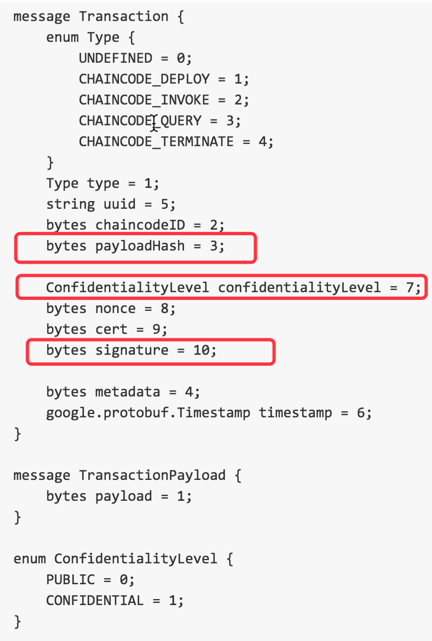 message Transaction {
enum Type {
UNDEFINED = 0;
CHAINCODE_DEPLOY = 1;
CHAINCODE_INVOKE = 2;
CHAINCODE_QUERY = 3;
CHAINCODE_TERMINATE = 4;
}
Type type = 1;
string uuid = 5;
bytes chaincodeID = 2;
bytes payloadHash = 3;
ConfidentialityLevel confidentialityLevel = 7;
bytes nonce = 8;
bytes cert = 9;
bytes signature = 10;
bytes metadata = 4;
google.protobuf.Timestamp timestamp = 6;
}
message TransactionPayload {
bytes payload = 1;
}
enum ConfidentialityLevel {
PUBLIC = 0;
CONFIDENTIAL = 1;
}